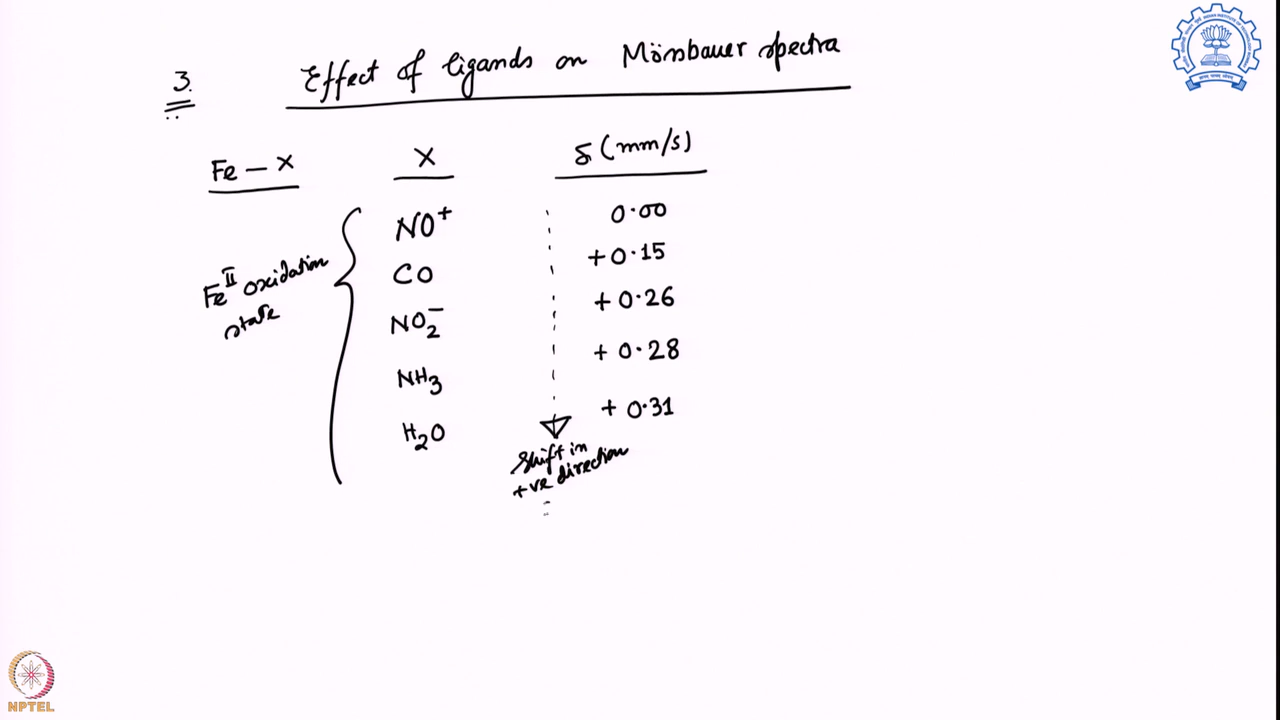 3.
Effect of ligands on Mössbauer spectra
Fe - X
X
δ (mm/s)
NO⁺
0.00
CO
+0.15
NO₂⁻
+0.26
NH₃
+0.28
H₂O
+0.31
Feᴵᴵ oxidation
state
shift in
+ve direction
NPTEL